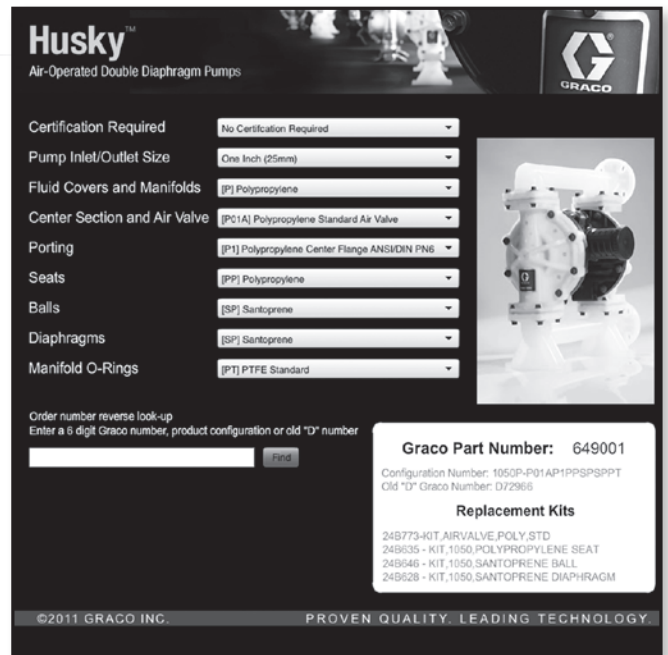 Husky™
Air-Operated Double Diaphragm Pumps
GRACO
Certification Required
No Certifcation Required
Pump Inlet/Outlet Size
One Inch (25mm)
Fluid Covers and Manifolds
[P] Polypropylene
Center Section and Air Valve
[P01A] Polypropylene Standard Air Valve
Porting
[P1] Polypropylene Center Flange ANSI/DIN PN6
Seats
[PP] Polypropylene
Balls
[SP] Santoprene
Diaphragms
[SP] Santoprene
Manifold O-Rings
[PT] PTFE Standard
Order number reverse look-up
Enter a 6 digit Graco number, product configuration or old "D" number
Find
Graco Part Number: 649001
Configuration Number: 1050P-P01AP1PPSPSPPT
Old "D" Graco Number: D72966
Replacement Kits
24B773-KIT,AIRVALVE,POLY,STD
24B635 - KIT,1050,POLYPROPYLENE SEAT
24B646 - KIT,1050,SANTOPRENE BALL
24B628 - KIT,1050,SANTOPRENE DIAPHRAGM
©2011 GRACO INC.
PROVEN QUALITY. LEADING TECHNOLOGY.